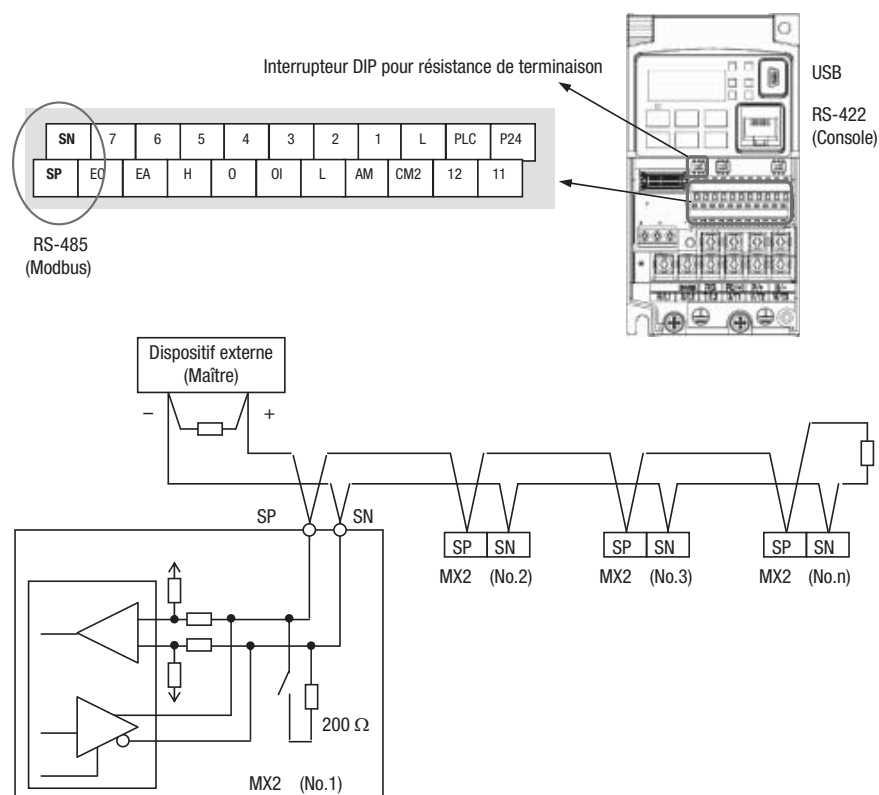 Interrupteur DIP pour résistance de terminaison
USB
RS-422
(Console)
SN 7 6 5 4 3 2 1 L PLC P24
SP EO EA H O OI L AM CM2 12 11
RS-485
(Modbus)
Dispositif externe
(Maître)
– +
SP SN
SP SN
MX2 (No.2)
SP SN
MX2 (No.3)
SP SN
MX2 (No.n)
200 Ω
MX2 (No.1)